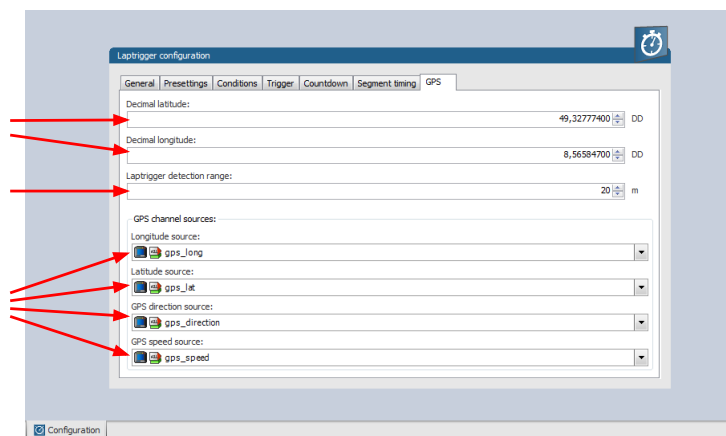 Laptrigger configuration
General Presettings Conditions Trigger Countdown Segment timing GPS
Decimal latitude:
49,32777400 DD
Decimal longitude:
8,56584700 DD
Laptrigger detection range:
20 m
GPS channel sources:
Longitude source:
gps_long
Latitude source:
gps_lat
GPS direction source:
gps_direction
GPS speed source:
gps_speed
Configuration